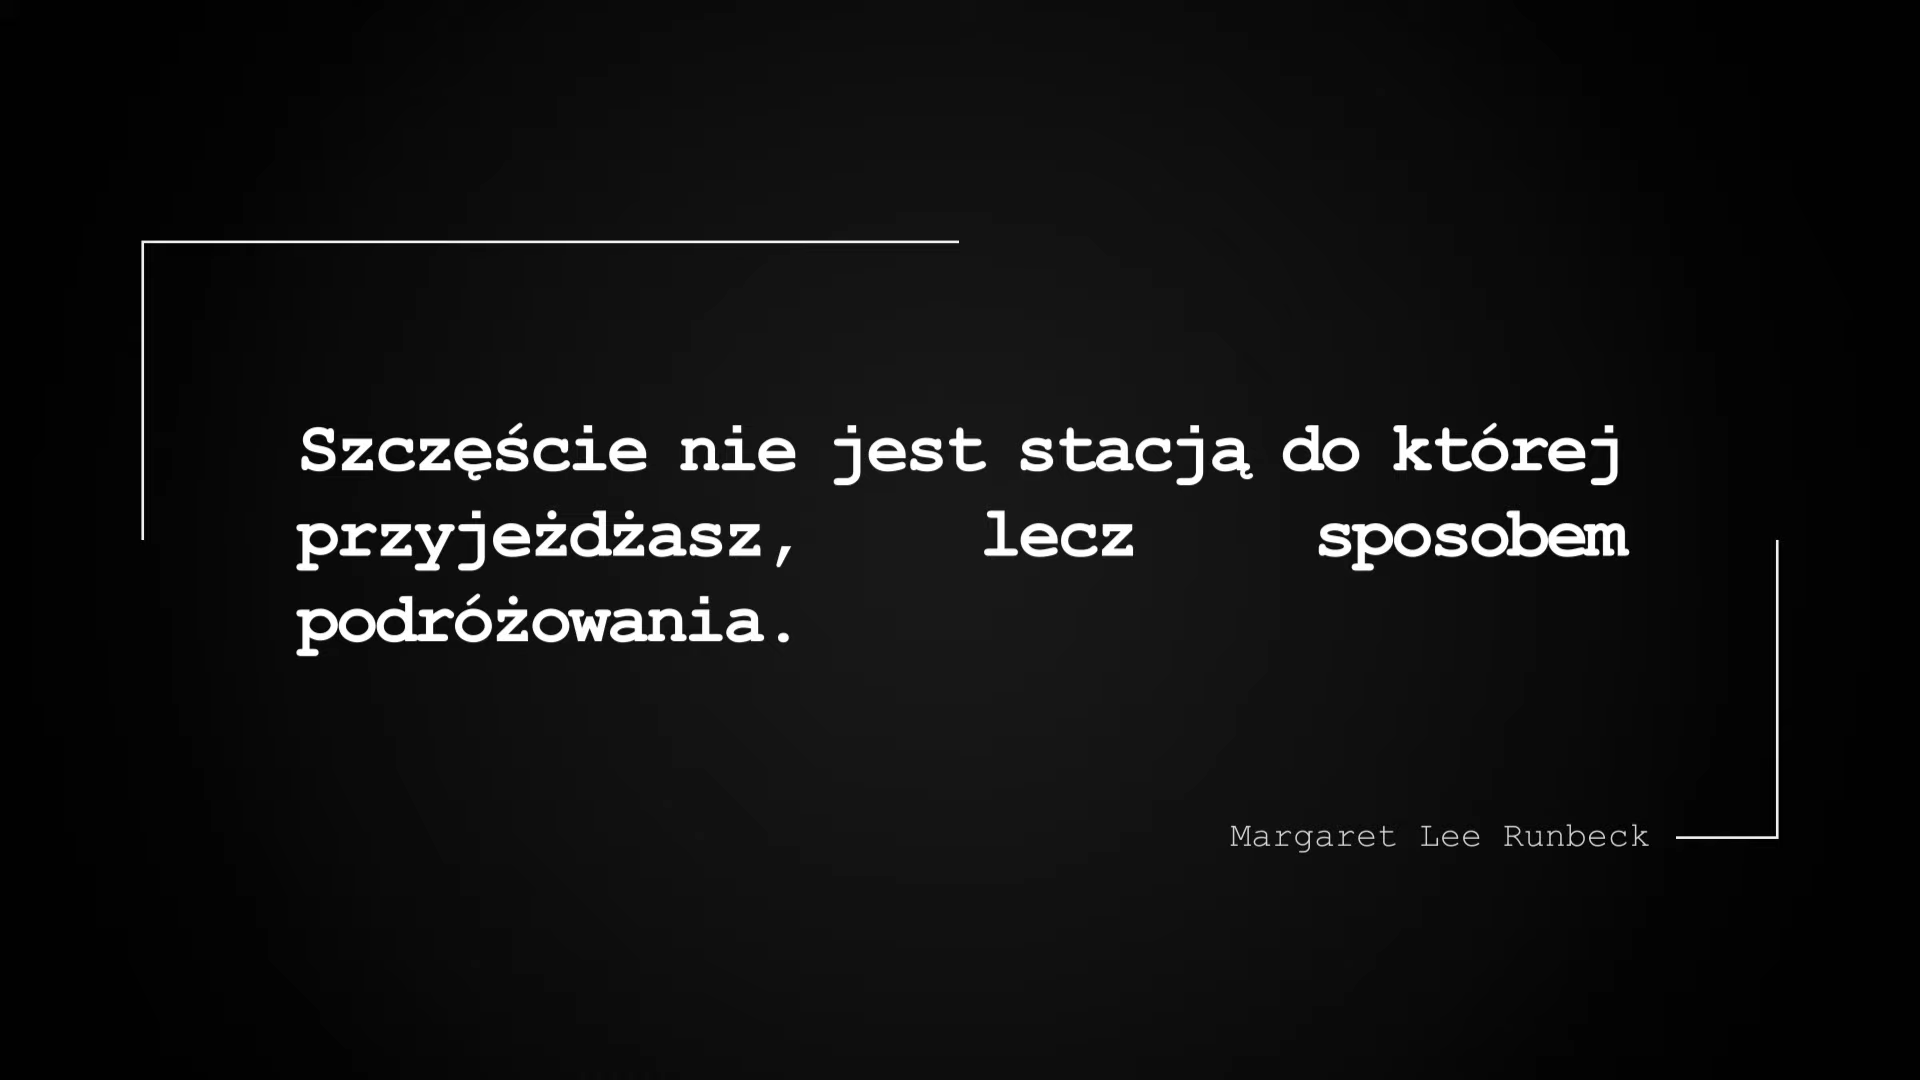 Szczęście nie jest stacją do której
przyjeżdżasz, lecz sposobem
podróżowania.
Margaret Lee Runbeck